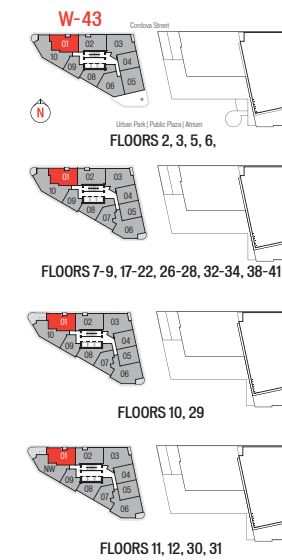 W-43
Cordova Street
01 02 03
10 04
09
08 05
06
N
Urban Park | Public Plaza | Atrium
FLOORS 2, 3, 5, 6,
01 02 03
10 04
09
08 05
07
06
FLOORS 7-9, 17-22, 26-28, 32-34, 38-41
01 02 03
10 04
09
08 05
07
06
FLOORS 10, 29
01 02 03
NW 04
09
08 05
07
06
FLOORS 11, 12, 30, 31